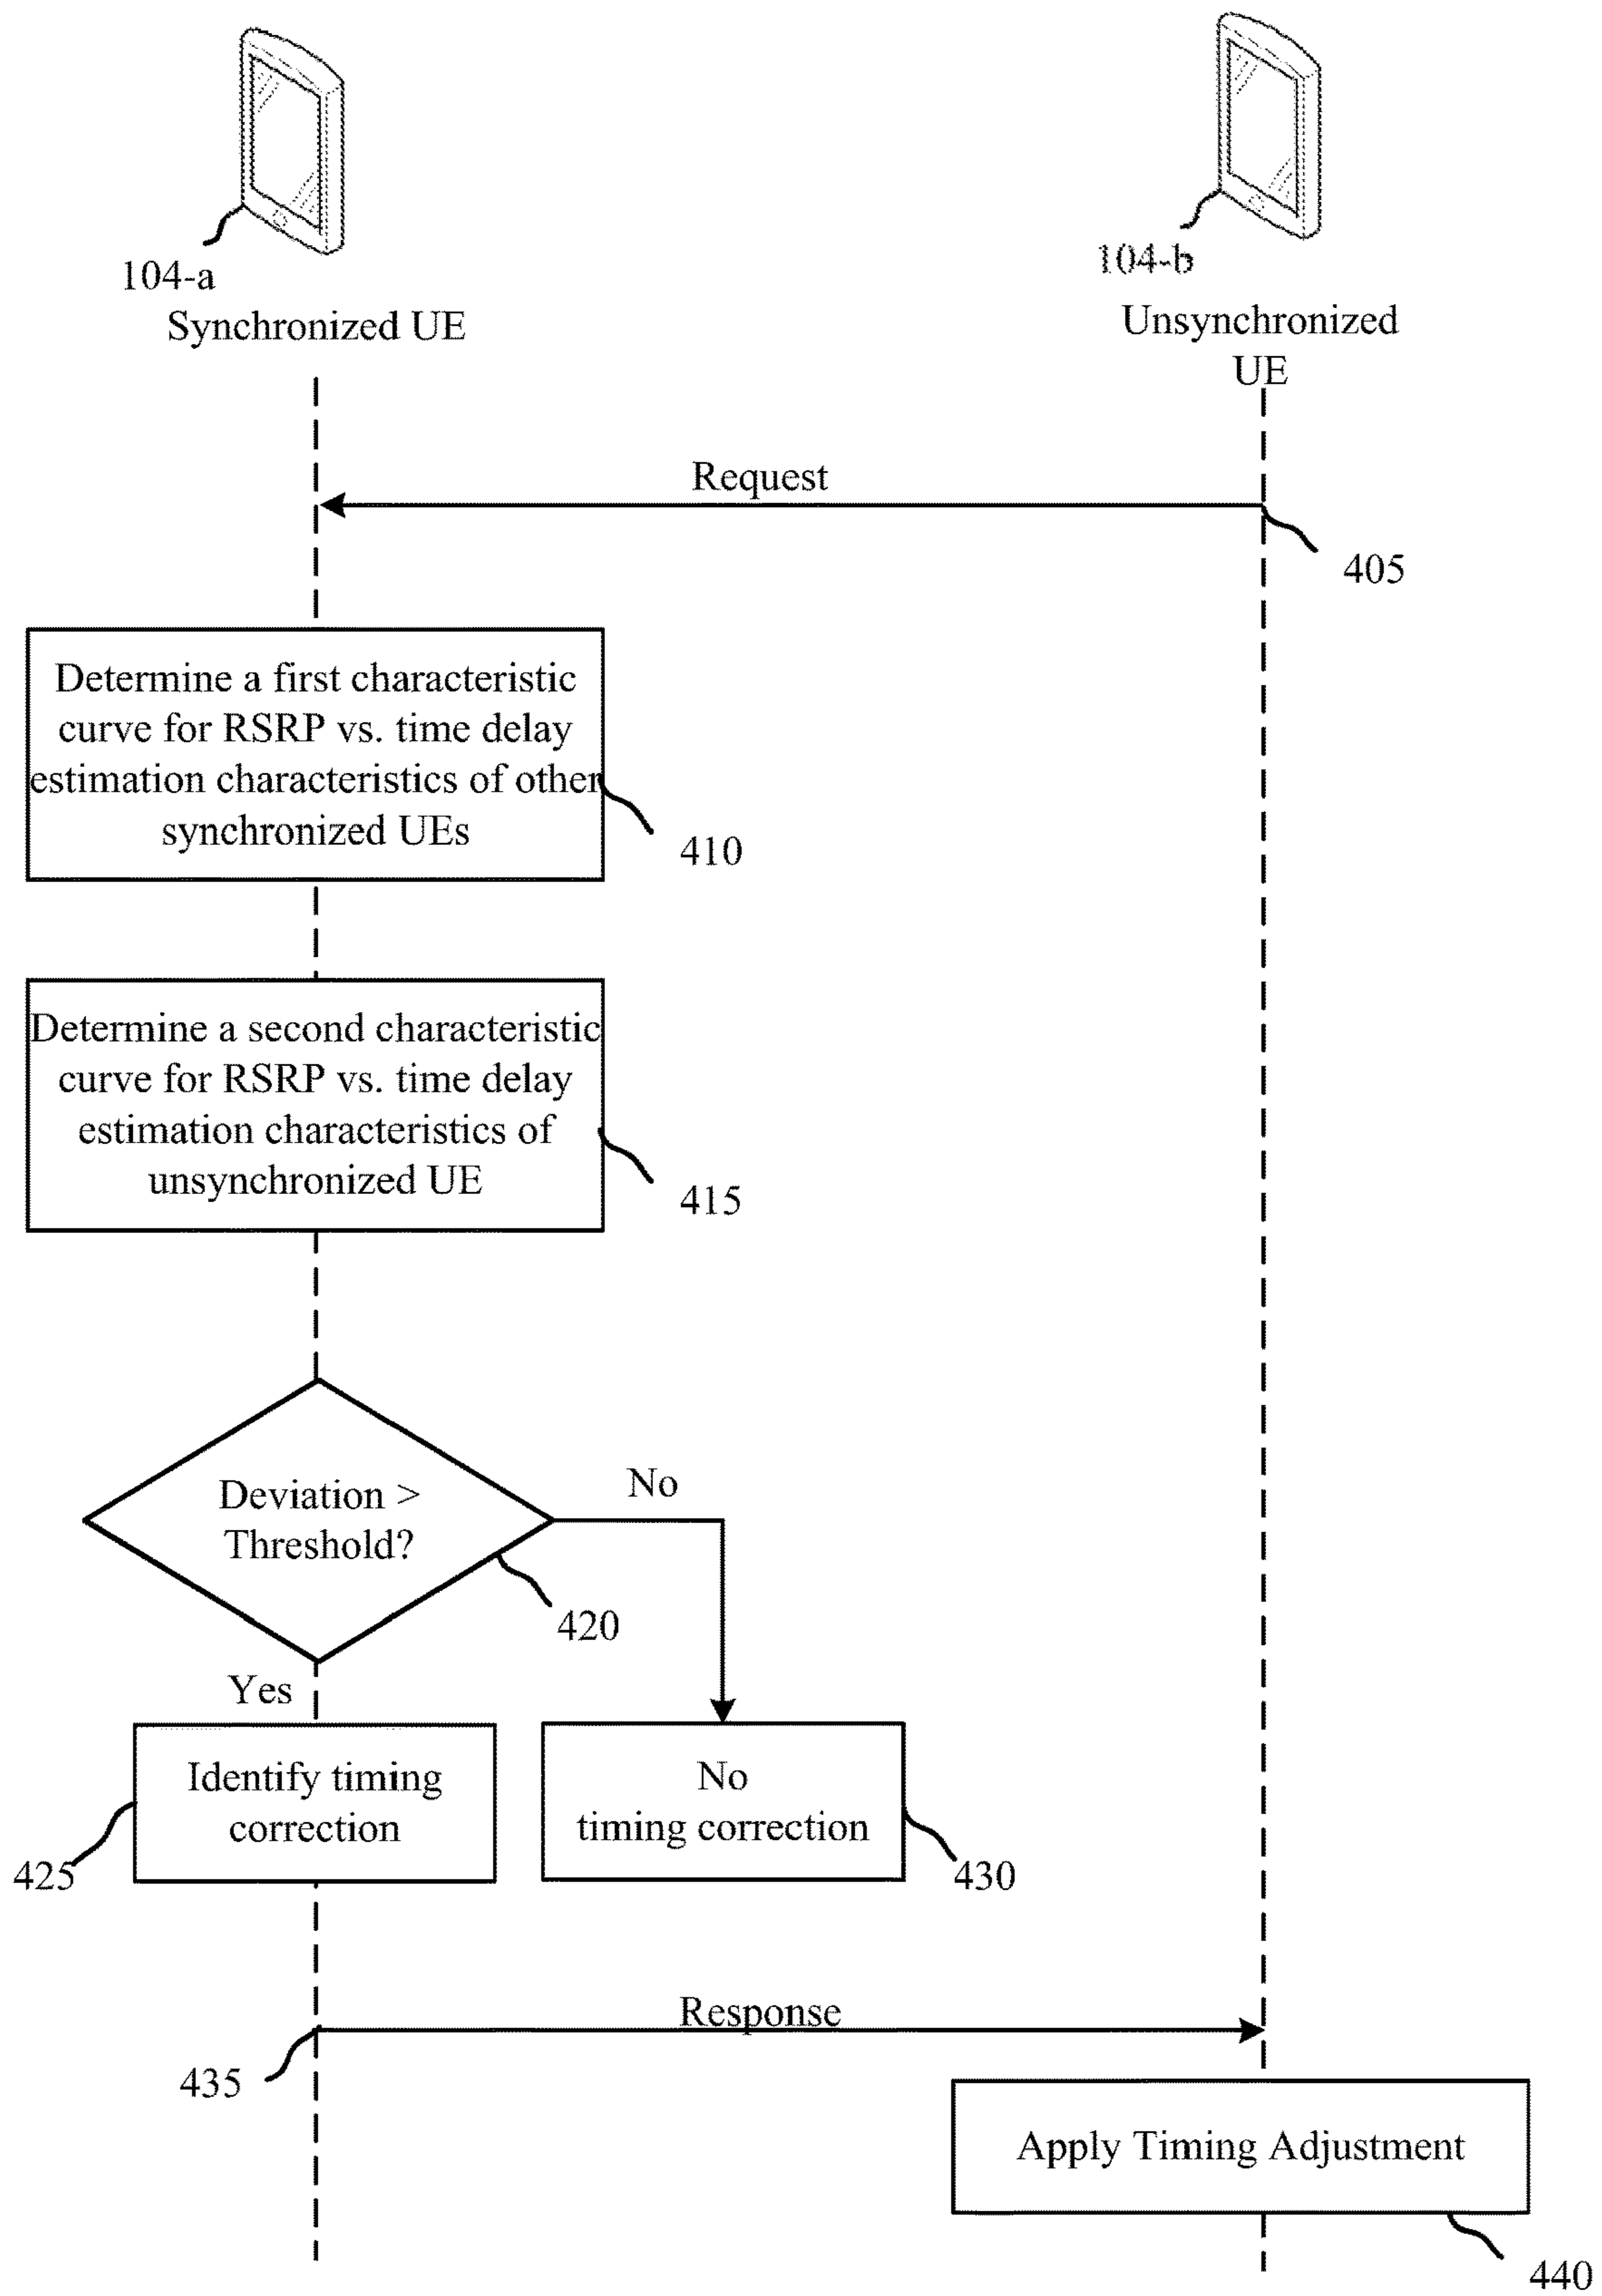 104-a
Synchronized UE
104-b
Unsynchronized
UE
Request
405
Determine a first characteristic
curve for RSRP vs. time delay
estimation characteristics of other
synchronized UEs
410
Determine a second characteristic
curve for RSRP vs. time delay
estimation characteristics of
unsynchronized UE
415
Deviation >
Threshold?
No
420
Yes
Identify timing
correction
425
No
timing correction
430
Response
435
Apply Timing Adjustment
440